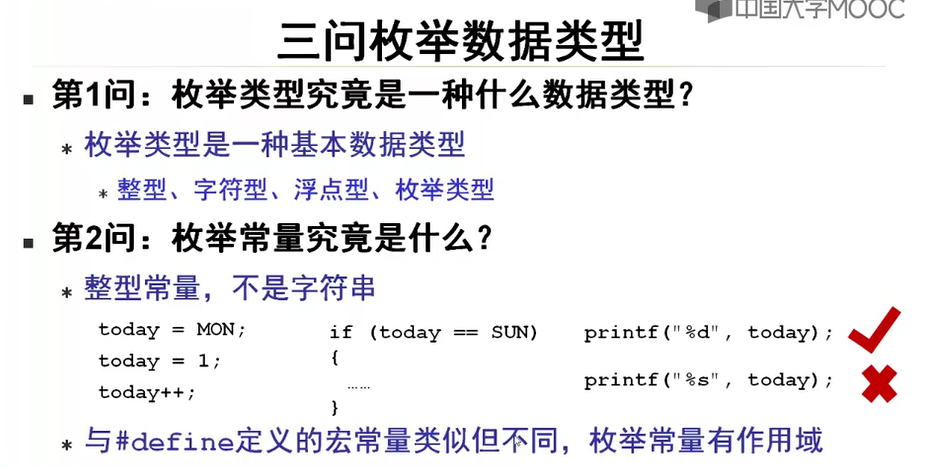 中国大学MOOC
三问枚举数据类型
▪ 第1问：枚举类型究竟是一种什么数据类型？
* 枚举类型是一种基本数据类型
* 整型、字符型、浮点型、枚举类型
▪ 第2问：枚举常量究竟是什么？
* 整型常量，不是字符串
today = MON;
today = 1;
today++;
if (today == SUN)
{
……
}
printf("%d", today);
printf("%s", today);
* 与#define定义的宏常量类似但不同，枚举常量有作用域